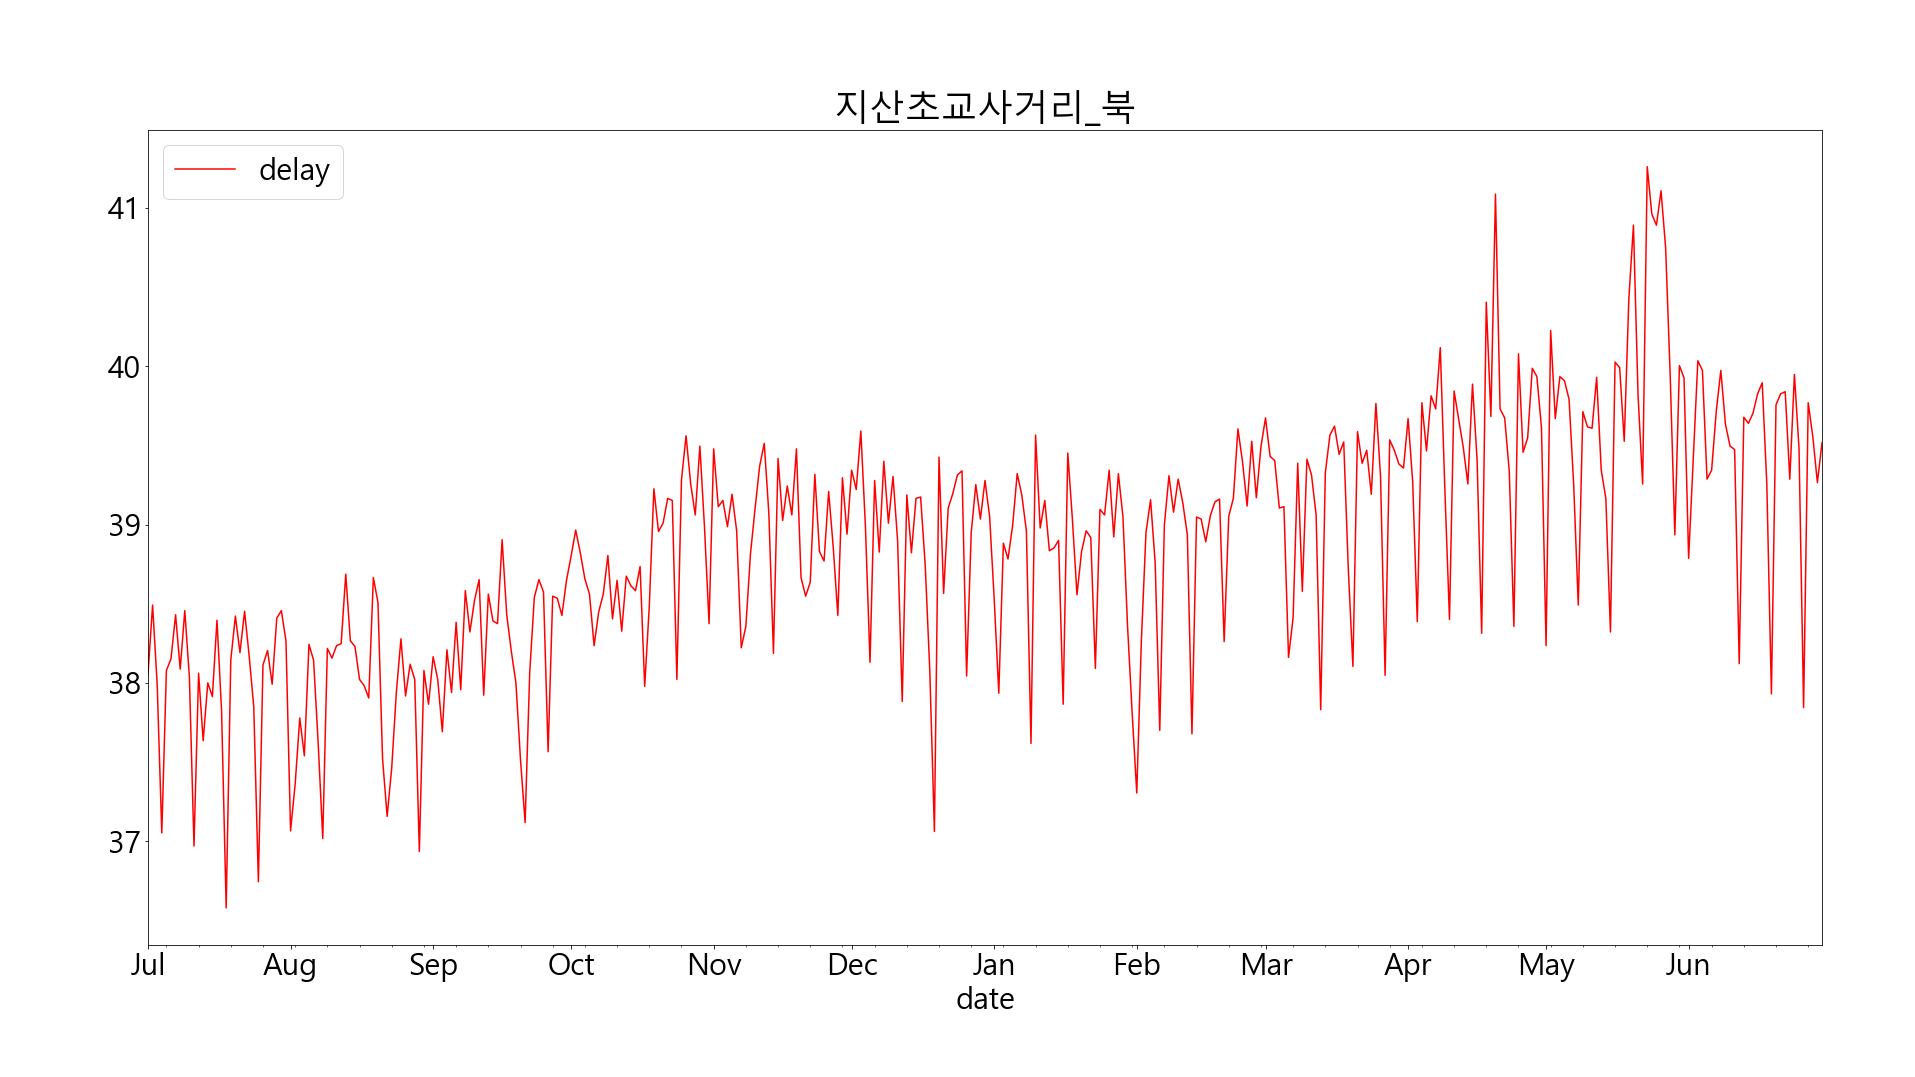 지산초교사거리_북
delay
41
40
39
38
37
Jul Aug Sep Oct Nov Dec Jan Feb Mar Apr May Jun
date